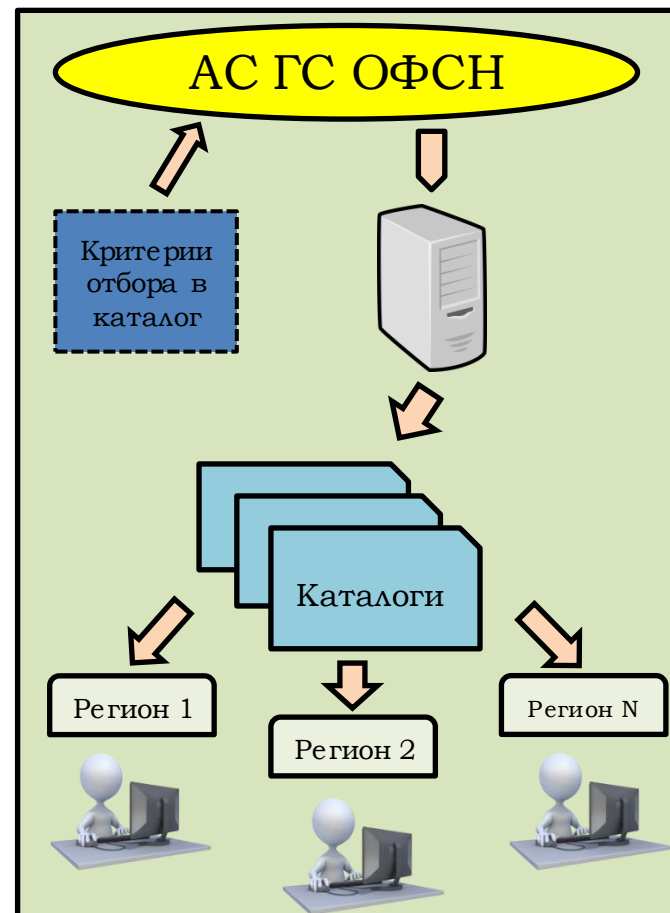 АС ГС ОФСН
Критерии
отбора в
каталог
Каталоги
Регион 1
Регион 2
Регион N